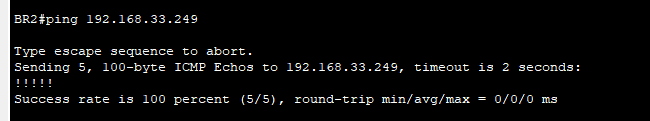 BR2#ping 192.168.33.249
Type escape sequence to abort.
Sending 5, 100-byte ICMP Echos to 192.168.33.249, timeout is 2 seconds:
!!!!!
Success rate is 100 percent (5/5), round-trip min/avg/max = 0/0/0 ms